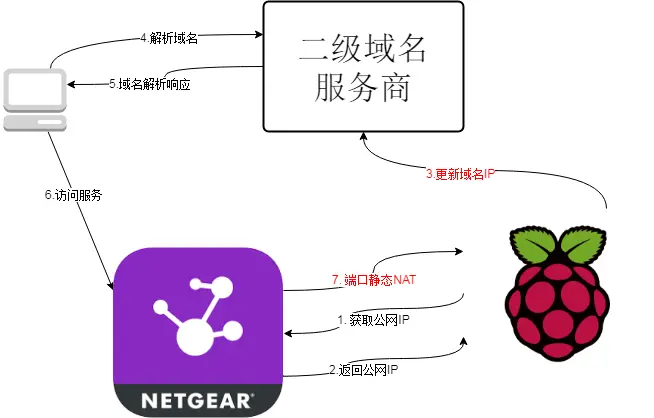 4.解析域名
二级域名
服务商
5.域名解析响应
3.更新域名IP
6.访问服务
7. 端口静态NAT
1. 获取公网IP
2.返回公网IP
NETGEAR®